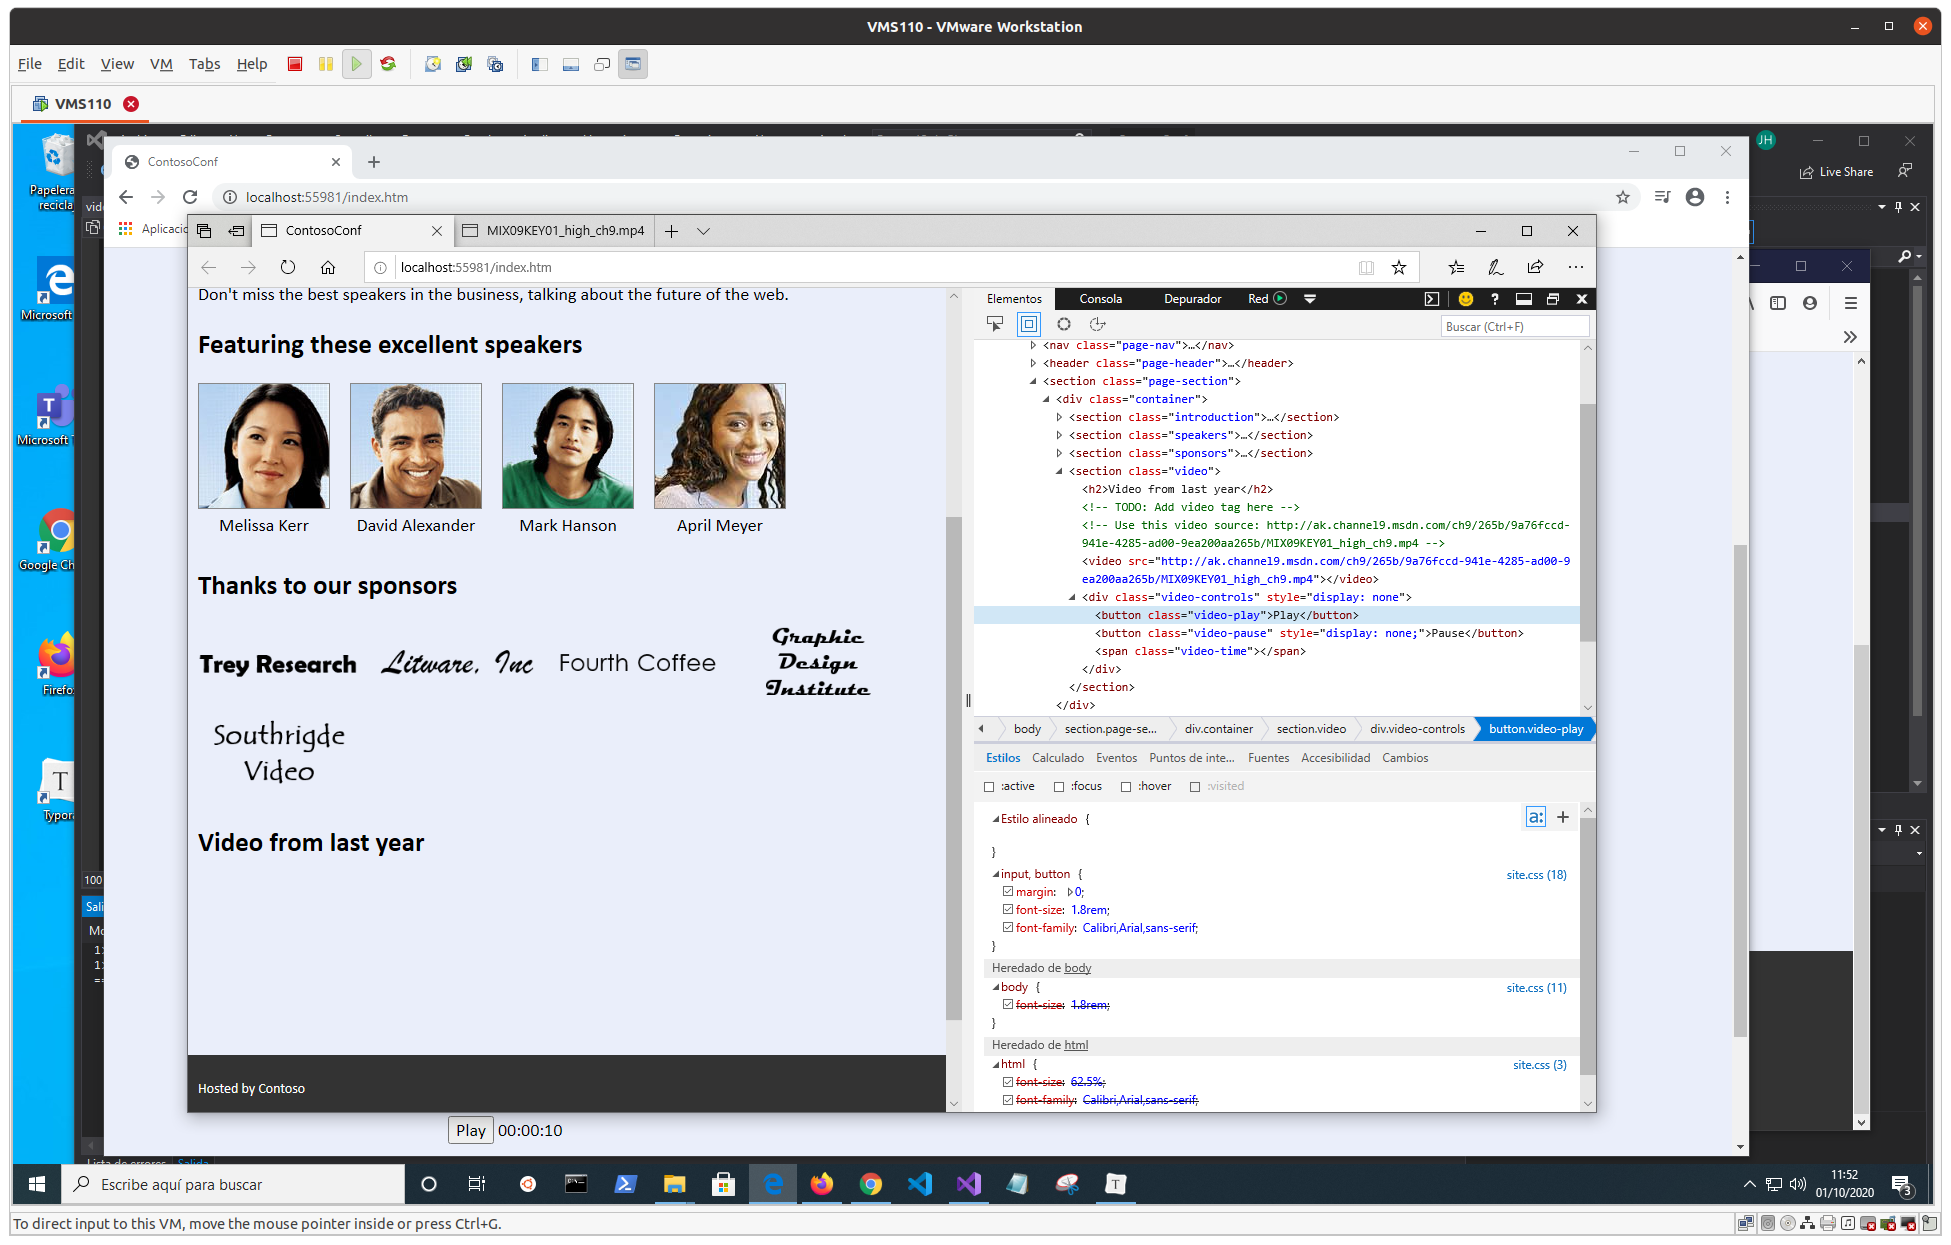 VMS110 - VMware Workstation
File Edit View VM Tabs Help
VMS110
Papelera
recicla
JH
Live Share
ContosoConf
localhost:55981/index.htm
Aplicacio
ContosoConf
MIX09KEY01_high_ch9.mp4
localhost:55981/index.htm
Don't miss the best speakers in the business, talking about the future of the web.
Featuring these excellent speakers
Melissa Kerr
David Alexander
Mark Hanson
April Meyer
Thanks to our sponsors
Trey Research
Litware, Inc
Fourth Coffee
Graphic
Design
Institute
Southrigde
Video
Video from last year
Hosted by Contoso
Play 00:00:10
Elementos Consola Depurador Red
Buscar (Ctrl+F)
<nav class="page-nav">…</nav>
<header class="page-header">…</header>
<section class="page-section">
<div class="container">
<section class="introduction">…</section>
<section class="speakers">…</section>
<section class="sponsors">…</section>
<section class="video">
<h2>Video from last year</h2>
<!-- TODO: Add video tag here -->
<!-- Use this video source: http://ak.channel9.msdn.com/ch9/265b/9a76fccd-
941e-4285-ad00-9ea200aa265b/MIX09KEY01_high_ch9.mp4 -->
<video src="http://ak.channel9.msdn.com/ch9/265b/9a76fccd-941e-4285-ad00-9
ea200aa265b/MIX09KEY01_high_ch9.mp4"></video>
<div class="video-controls" style="display: none">
<button class="video-play">Play</button>
<button class="video-pause" style="display: none;">Pause</button>
<span class="video-time"></span>
</div>
</section>
</div>
body section.page-se... div.container section.video div.video-controls button.video-play
Estilos Calculado Eventos Puntos de inte... Fuentes Accesibilidad Cambios
:active :focus :hover :visited
Estilo alineado {
a:
}
input, button { site.css (18)
margin: 0;
font-size: 1.8rem;
font-family: Calibri,Arial,sans-serif;
}
Heredado de body
body { site.css (11)
font-size: 1.8rem;
}
Heredado de html
html { site.css (3)
font-size: 62.5%;
font-family: Calibri,Arial,sans-serif;
Microsoft
Microsoft T
Google Ch
Firefo
Typora
100
Sali
Mo
Lista de errores Salida
Escribe aquí para buscar
11:52
01/10/2020
3
To direct input to this VM, move the mouse pointer inside or press Ctrl+G.